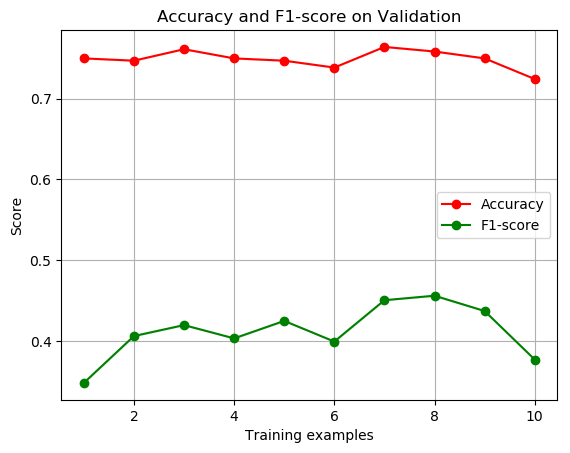 Accuracy and F1-score on Validation
0.7
0.6
0.5
0.4
Score
Accuracy
F1-score
2
4
6
8
10
Training examples